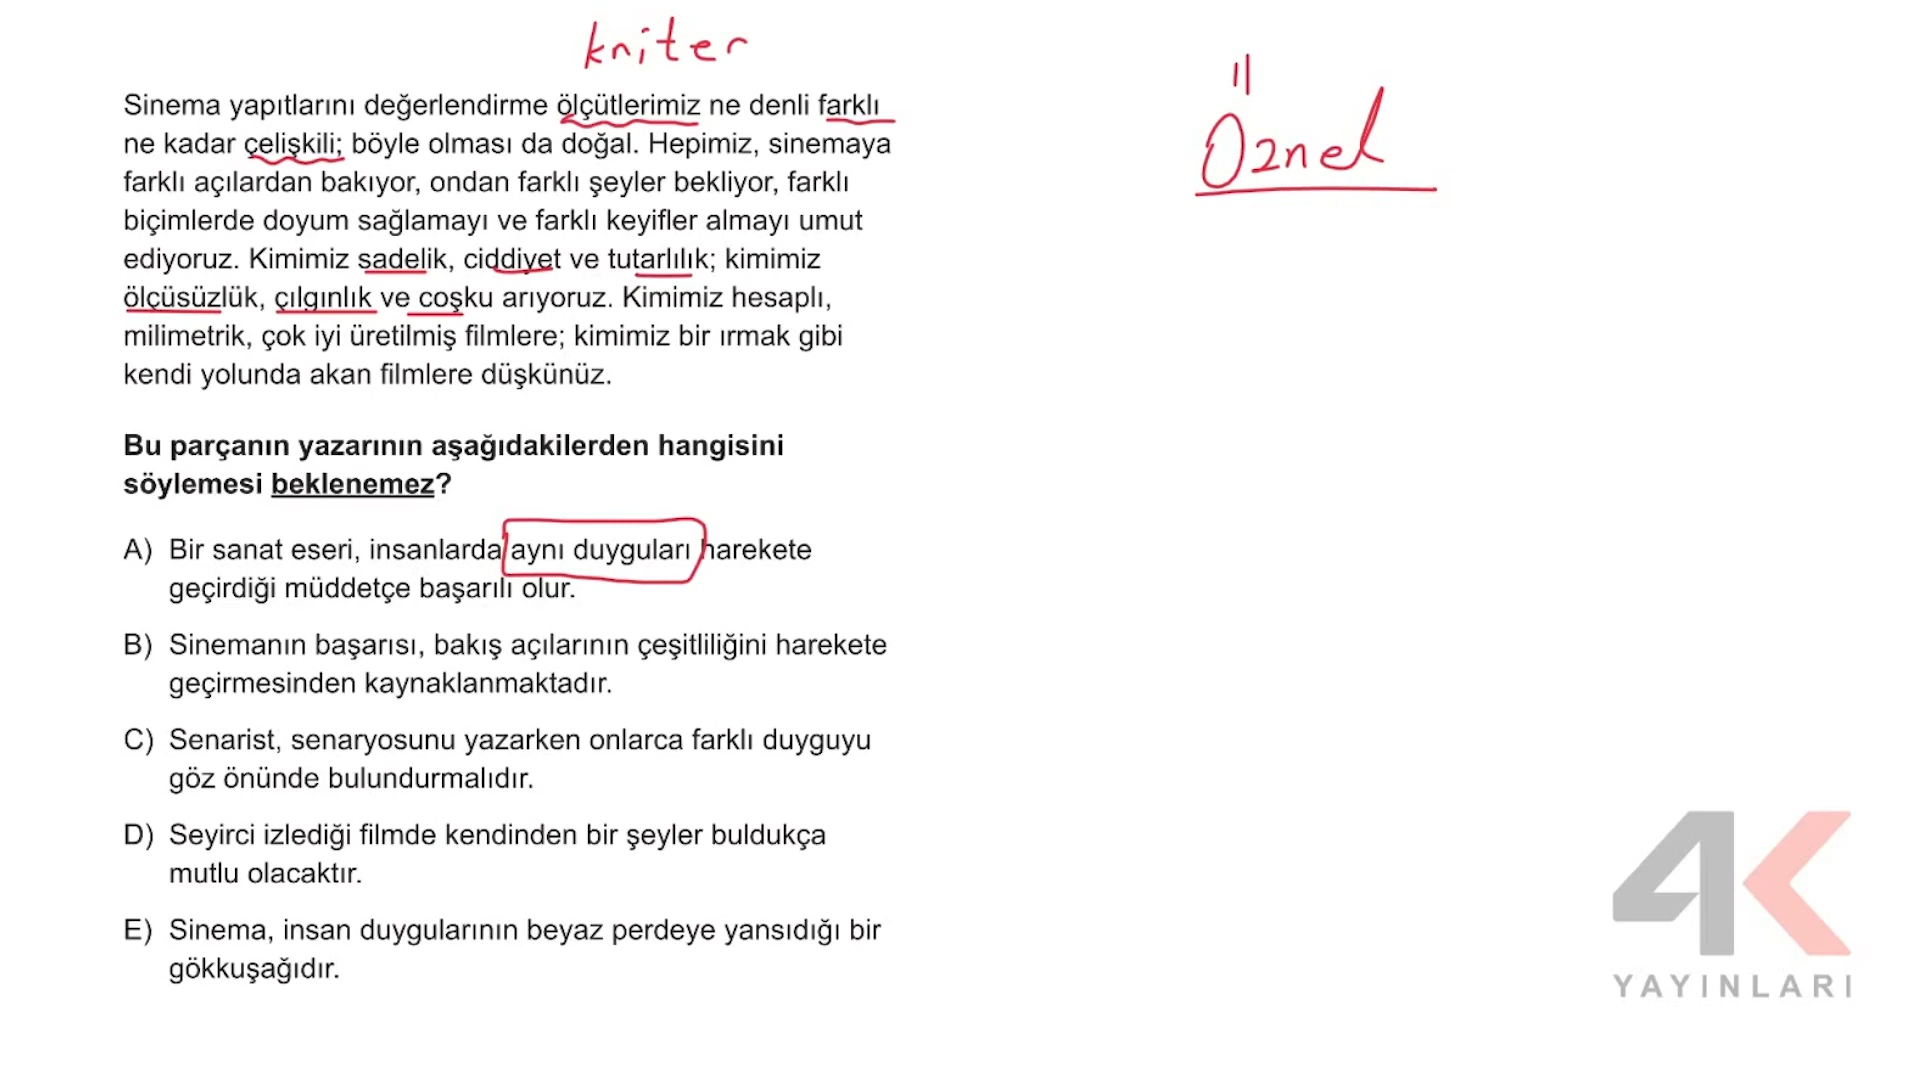 kniter
Öznel
Sinema yapıtlarını değerlendirme ölçütlerimiz ne denli farklı
ne kadar çelişkili; böyle olması da doğal. Hepimiz, sinemaya
farklı açılardan bakıyor, ondan farklı şeyler bekliyor, farklı
biçimlerde doyum sağlamayı ve farklı keyifler almayı umut
ediyoruz. Kimimiz sadelik, ciddiyet ve tutarlılık; kimimiz
ölçüsüzlük, çılgınlık ve coşku arıyoruz. Kimimiz hesaplı,
milimetrik, çok iyi üretilmiş filmlere; kimimiz bir ırmak gibi
kendi yolunda akan filmlere düşkünüz.
Bu parçanın yazarının aşağıdakilerden hangisini
söylemesi beklenemez?
A) Bir sanat eseri, insanlarda aynı duyguları harekete
geçirdiği müddetçe başarılı olur.
B) Sinemanın başarısı, bakış açılarının çeşitliliğini harekete
geçirmesinden kaynaklanmaktadır.
C) Senarist, senaryosunu yazarken onlarca farklı duyguyu
göz önünde bulundurmalıdır.
D) Seyirci izlediği filmde kendinden bir şeyler buldukça
mutlu olacaktır.
E) Sinema, insan duygularının beyaz perdeye yansıdığı bir
gökkuşağıdır.
4K
YAYINLARI